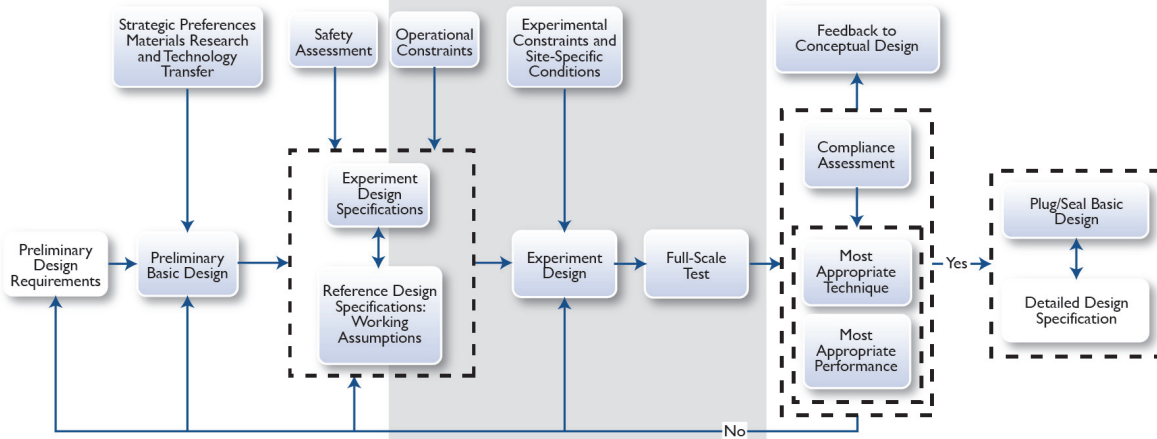 Strategic Preferences
Materials Research
and Technology
Transfer
Safety
Assessment
Operational
Constraints
Experimental
Constraints and
Site-Specific
Conditions
Feedback to
Conceptual Design
Compliance
Assessment
Experiment
Design
Specifications
Plug/Seal Basic
Design
Preliminary
Design
Requirements
Preliminary
Basic Design
Experiment
Design
Full-Scale
Test
Most
Appropriate
Technique
Yes
Reference Design
Specifications:
Working
Assumptions
Detailed Design
Specification
Most
Appropriate
Performance
No